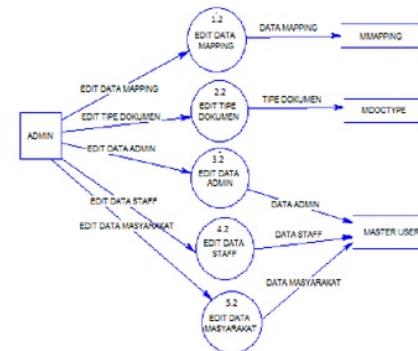 1.2
EDIT DATA
MAPPING
DATA MAPPING
MMAPPING
EDIT DATA MAPPING
2.2
EDIT TIPE
DOKUMEN
TIPE DOKUMEN
MDOCTYPE
EDIT TIPE DOKUMEN
ADMIN
EDIT DATA ADMIN
3.2
EDIT DATA
ADMIN
DATA ADMIN
EDIT DATA STAFF
4.2
EDIT DATA
STAFF
DATA STAFF
MASTER USER
EDIT DATA MASYARAKAT
DATA MASYARAKAT
5.2
EDIT DATA
MASYARAKAT